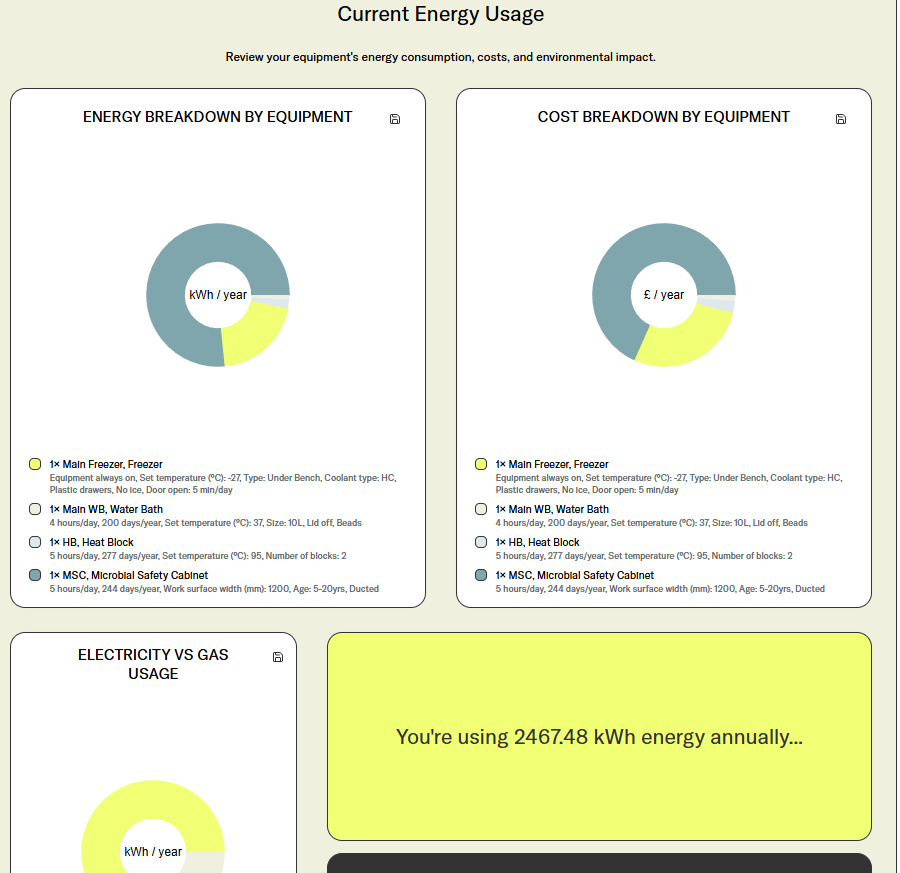 Current Energy Usage
Review your equipment's energy consumption, costs, and environmental impact.
ENERGY BREAKDOWN BY EQUIPMENT
kWh / year
1× Main Freezer, Freezer
Equipment always on, Set temperature (ºC): -27, Type: Under Bench, Coolant type: HC,
Plastic drawers, No ice, Door open: 5 min/day
1× Main WB, Water Bath
4 hours/day, 200 days/year, Set temperature (ºC): 37, Size: 10L, Lid off, Beads
1× HB, Heat Block
5 hours/day, 277 days/year, Set temperature (ºC): 95, Number of blocks: 2
1× MSC, Microbial Safety Cabinet
5 hours/day, 244 days/year, Work surface width (mm): 1200, Age: 5-20yrs, Ducted
COST BREAKDOWN BY EQUIPMENT
£ / year
1× Main Freezer, Freezer
Equipment always on, Set temperature (ºC): -27, Type: Under Bench, Coolant type: HC,
Plastic drawers, No ice, Door open: 5 min/day
1× Main WB, Water Bath
4 hours/day, 200 days/year, Set temperature (ºC): 37, Size: 10L, Lid off, Beads
1× HB, Heat Block
5 hours/day, 277 days/year, Set temperature (ºC): 95, Number of blocks: 2
1× MSC, Microbial Safety Cabinet
5 hours/day, 244 days/year, Work surface width (mm): 1200, Age: 5-20yrs, Ducted
ELECTRICITY VS GAS
USAGE
kWh / year
You're using 2467.48 kWh energy annually...